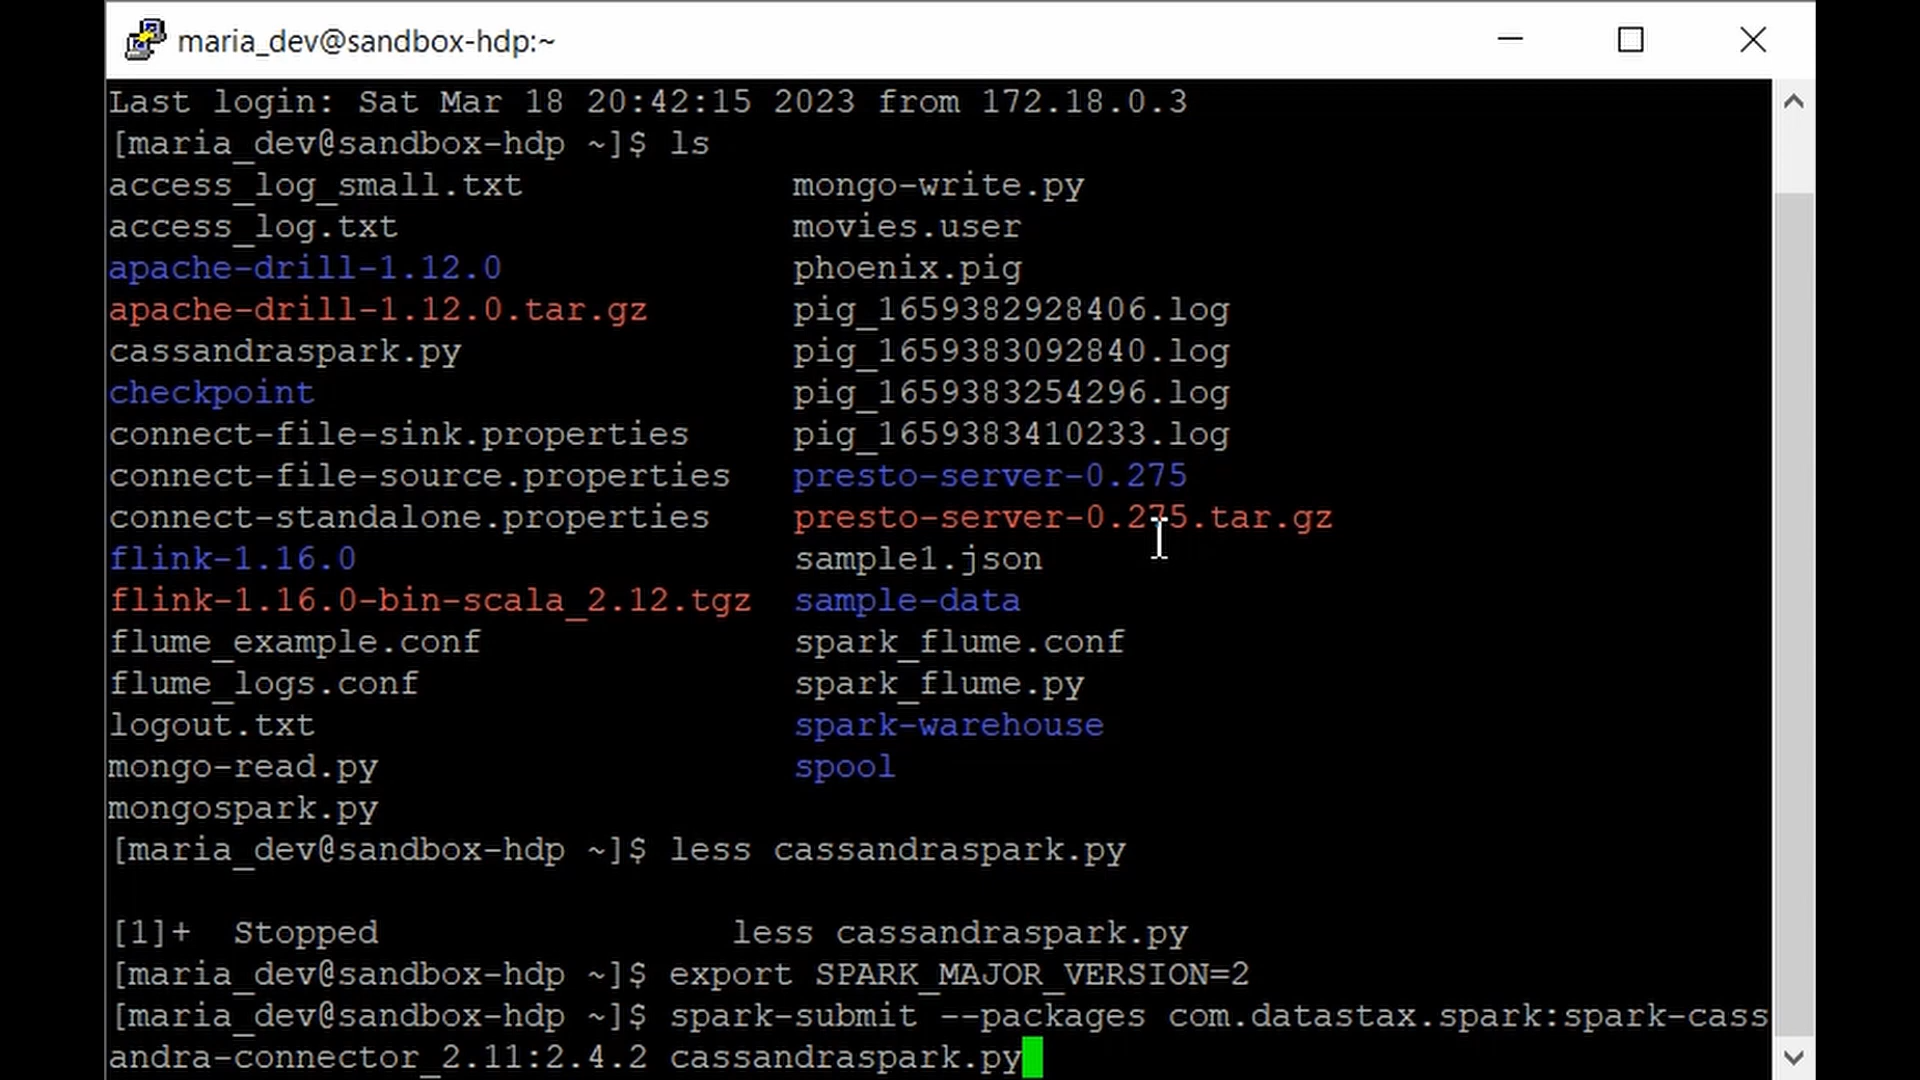 maria_dev@sandbox-hdp:~
Last login: Sat Mar 18 20:42:15 2023 from 172.18.0.3
[maria_dev@sandbox-hdp ~]$ ls
access_log_small.txt mongo-write.py
access_log.txt movies.user
apache-drill-1.12.0 phoenix.pig
apache-drill-1.12.0.tar.gz pig_1659382928406.log
cassandraspark.py pig_1659383092840.log
checkpoint pig_1659383254296.log
connect-file-sink.properties pig_1659383410233.log
connect-file-source.properties presto-server-0.275
connect-standalone.properties presto-server-0.275.tar.gz
flink-1.16.0 sample1.json
flink-1.16.0-bin-scala_2.12.tgz sample-data
flume_example.conf spark_flume.conf
flume_logs.conf spark_flume.py
logout.txt spark-warehouse
mongo-read.py spool
mongospark.py
[maria_dev@sandbox-hdp ~]$ less cassandraspark.py
[1]+ Stopped less cassandraspark.py
[maria_dev@sandbox-hdp ~]$ export SPARK_MAJOR_VERSION=2
[maria_dev@sandbox-hdp ~]$ spark-submit --packages com.datastax.spark:spark-cass
andra-connector_2.11:2.4.2 cassandraspark.py